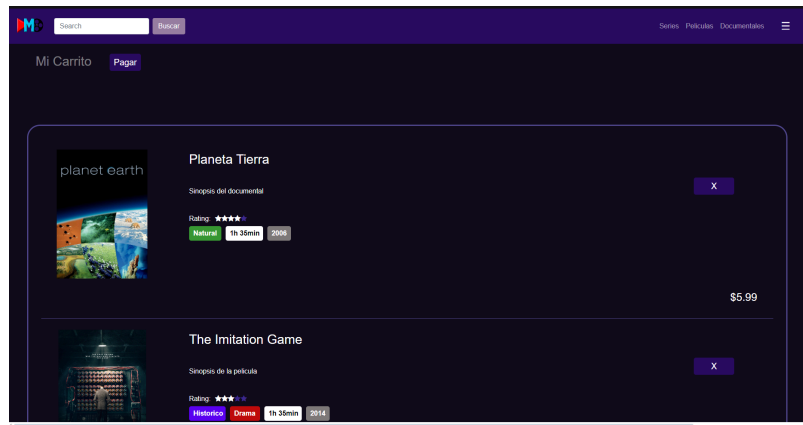 DMD
Search Buscar Series Peliculas Documentales
Mi Carrito Pagar
planet earth
Planeta Tierra
X
Sinopsis del documental
Rating:
Natural 1h 35min 2006
$5.99
The Imitation Game
X
Sinopsis de la pelicula
Rating:
Historico Drama 1h 35min 2014